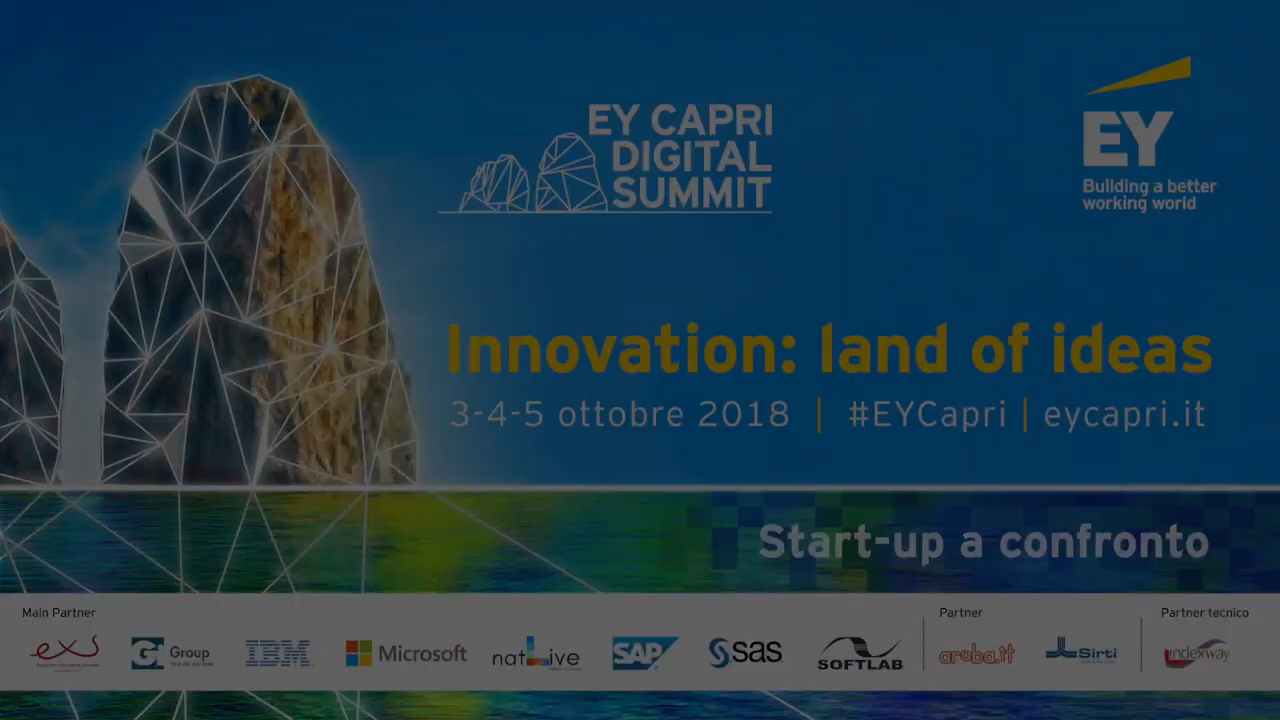 EY CAPRI
DIGITAL
SUMMIT
EY
Building a better
working world
Innovation: land of ideas
3-4-5 ottobre 2018 | #EYCapri | eycapri.it
Start-up a confronto
Main Partner
Partner
Partner tecnico
exs
Gi Group
IBM
Microsoft
natLive
SAP
sas
SOFTLAB
aruba.it
Sirti
indexway